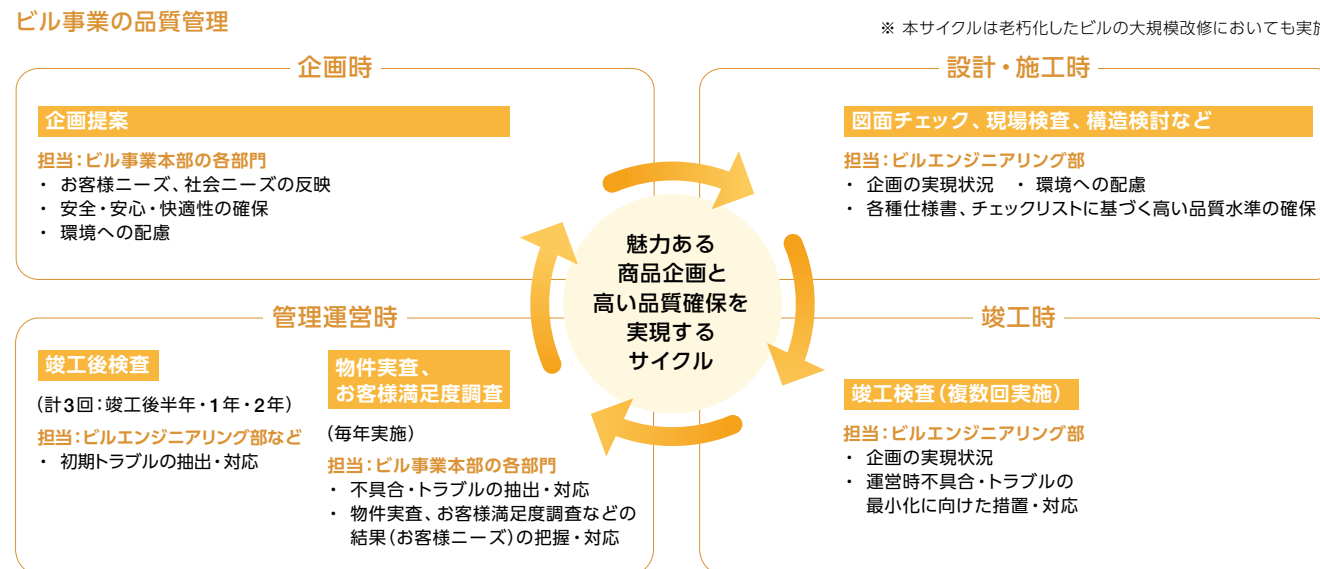 ビル事業の品質管理
※ 本サイクルは老朽化したビルの大規模改修においても実施
企画時
企画提案
担当:ビル事業本部の各部門
・ お客様ニーズ、社会ニーズの反映
・ 安全・安心・快適性の確保
・ 環境への配慮
設計・施工時
図面チェック、現場検査、構造検討など
担当:ビルエンジニアリング部
・ 企画の実現状況 ・ 環境への配慮
・ 各種仕様書、チェックリストに基づく高い品質水準の確保
魅力ある
商品企画と
高い品質確保を
実現する
サイクル
管理運営時
竣工後検査
(計3回:竣工後半年・1年・2年)
担当:ビルエンジニアリング部など
・ 初期トラブルの抽出・対応
物件実査、
お客様満足度調査
(毎年実施)
担当:ビル事業本部の各部門
・ 不具合・トラブルの抽出・対応
・ 物件実査、お客様満足度調査などの
結果(お客様ニーズ)の把握・対応
竣工時
竣工検査(複数回実施)
担当:ビルエンジニアリング部
・ 企画の実現状況
・ 運営時不具合・トラブルの
最小化に向けた措置・対応